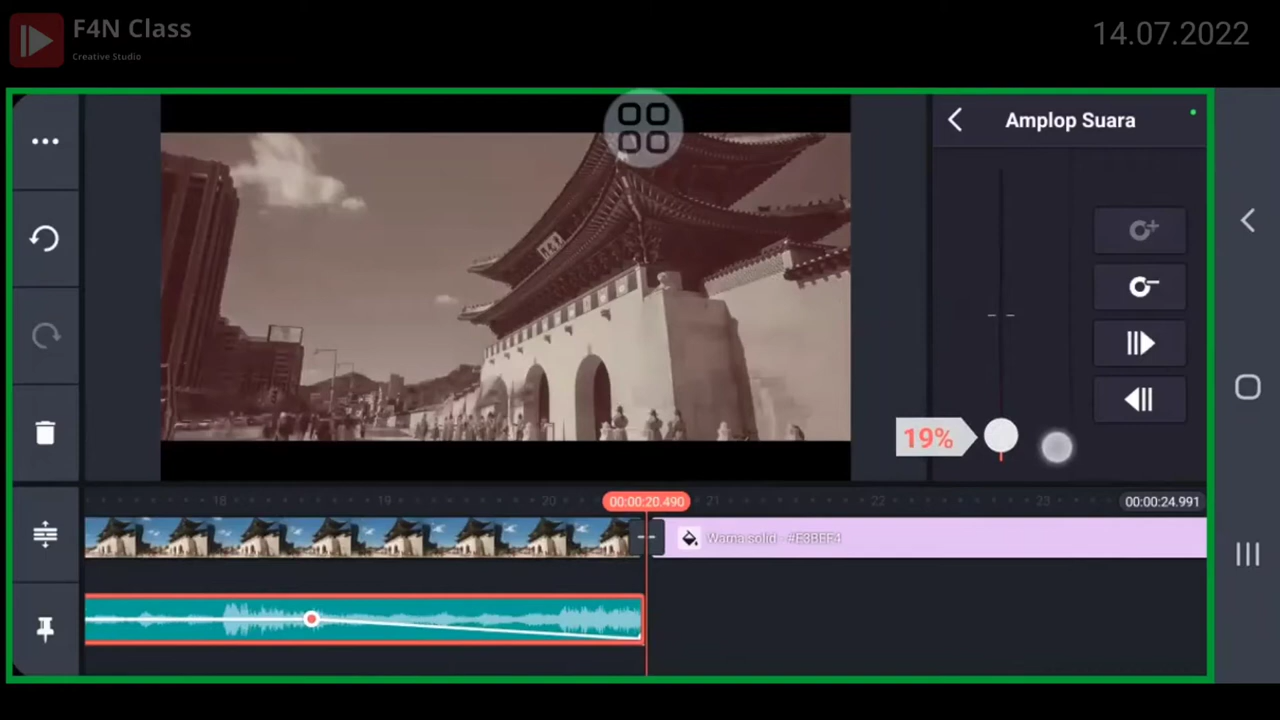 F4N Class
Creative Studio
14.07.2022
Amplop Suara
19%
18
19
20
00:00:20.490
21
22
23
00:00:24.991
Warna solid - #E3BEF4